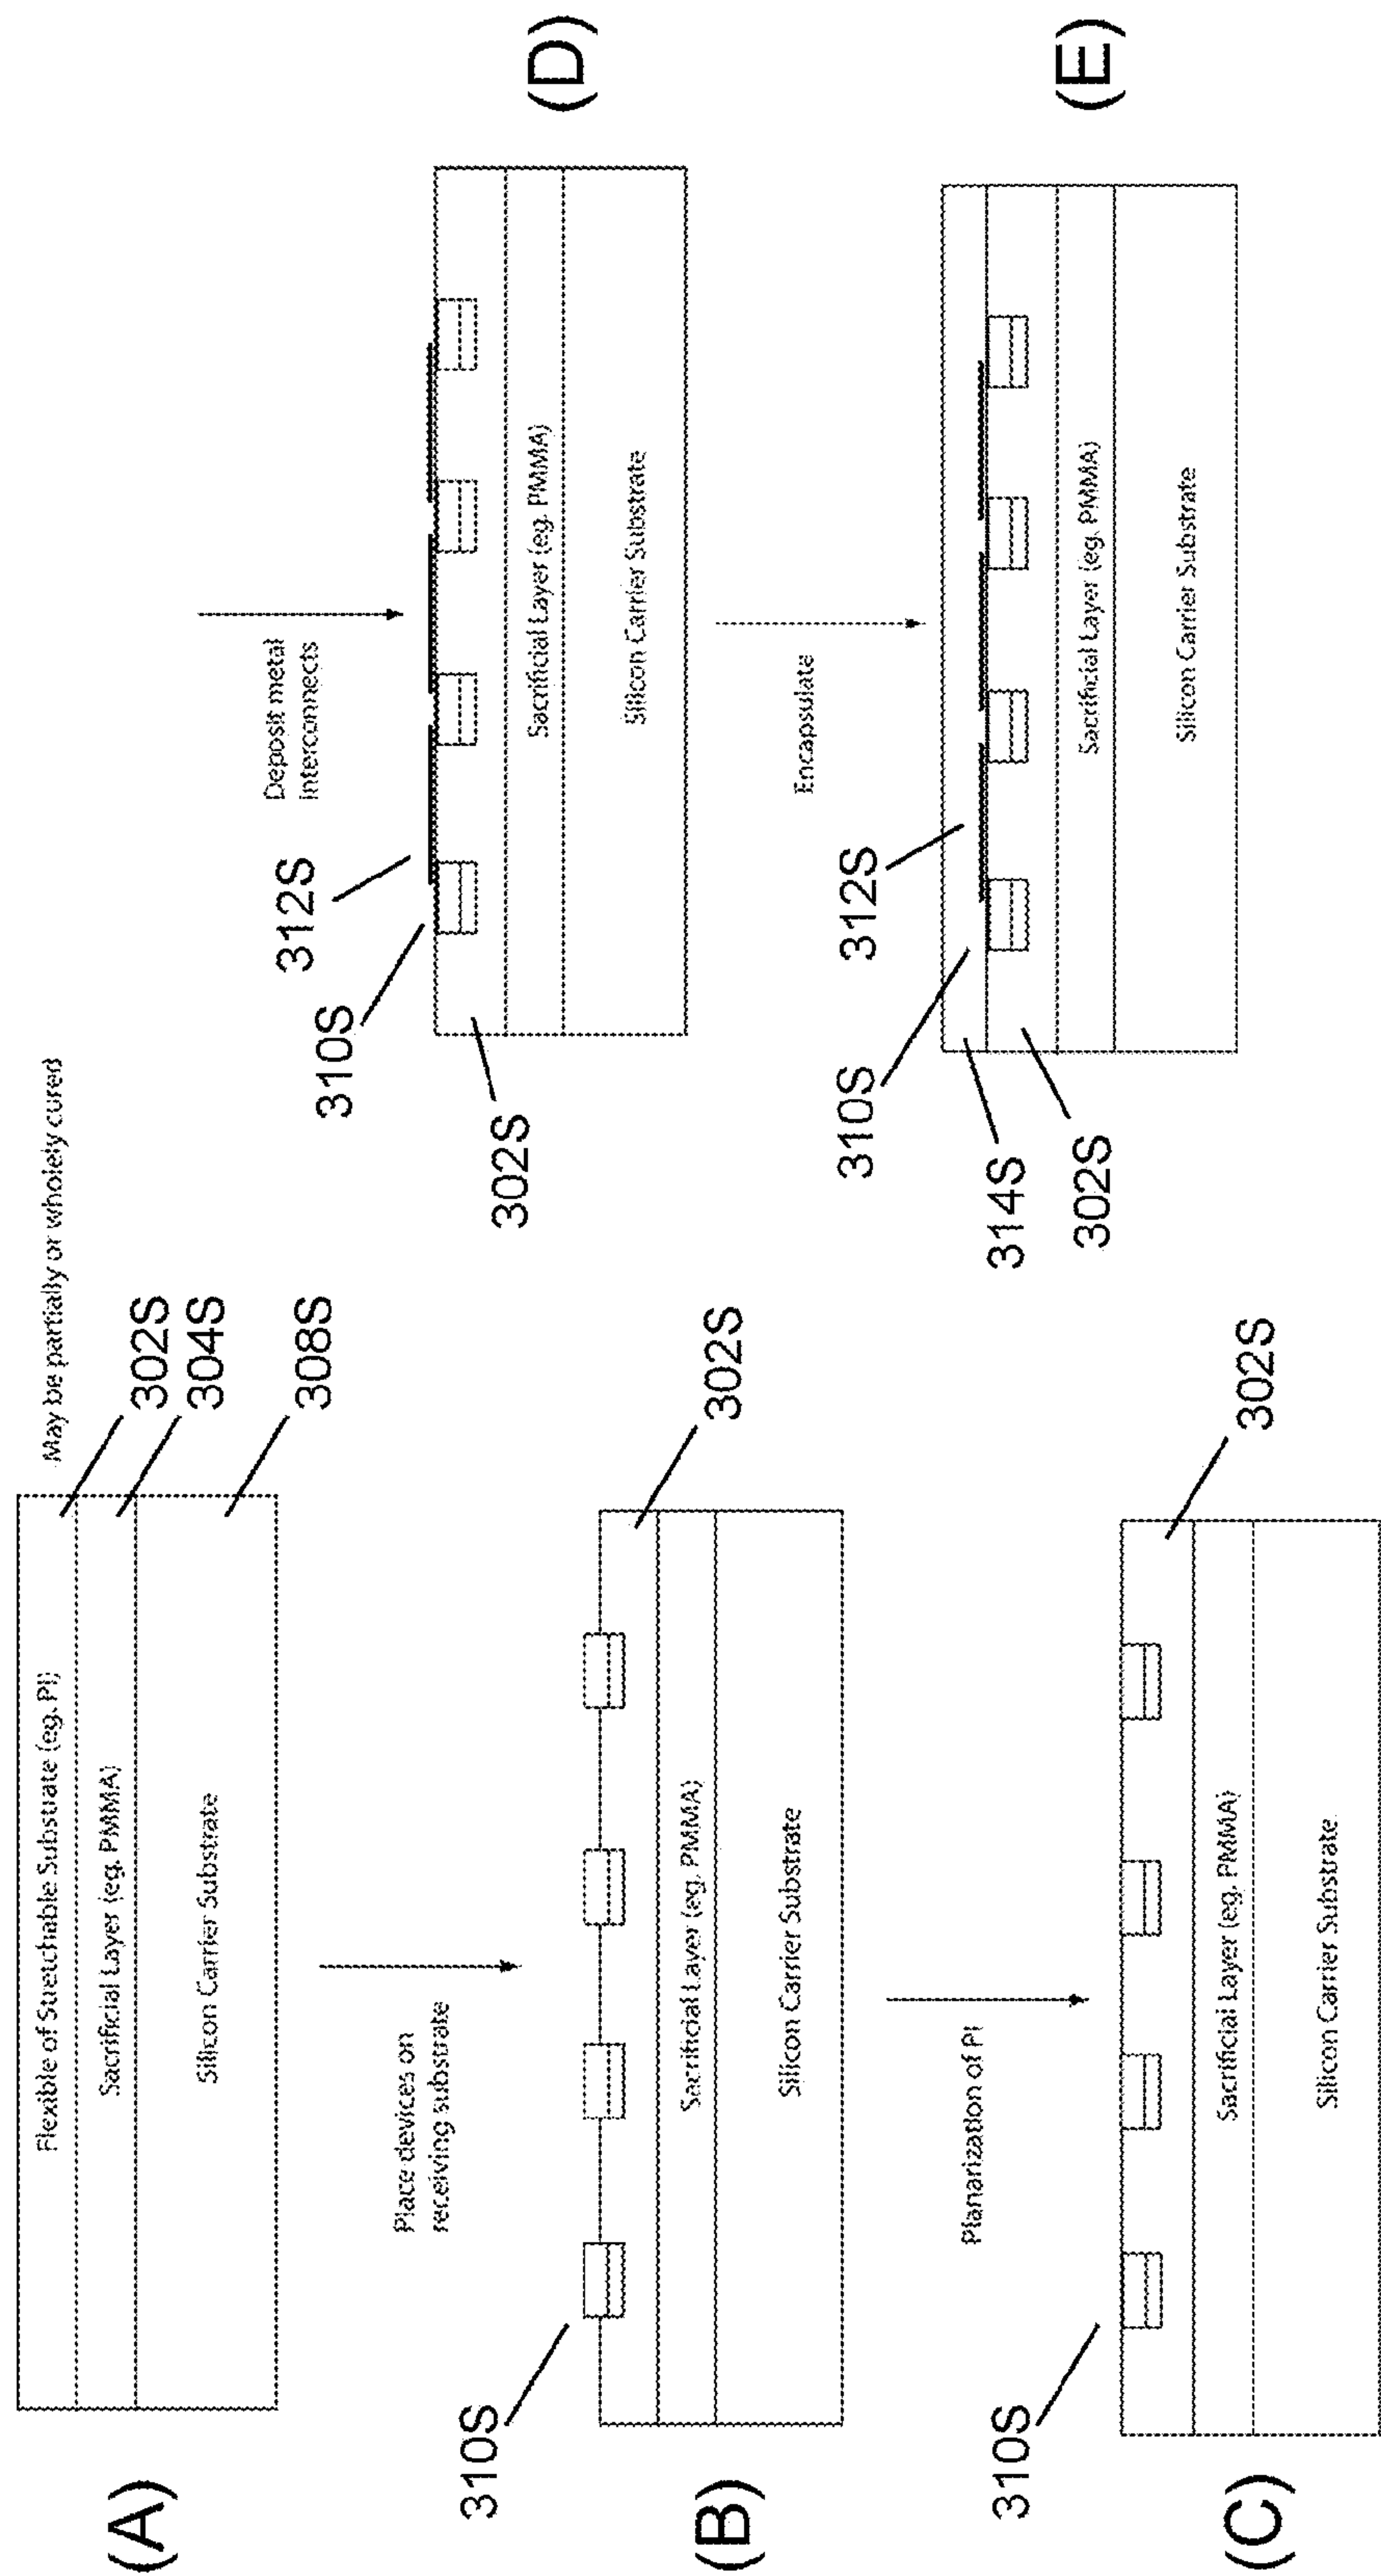 (A)
Flexible of Stretchable Substrate (eg. PI)
Sacrificial Layer (eg. PMMA)
Silicon Carrier Substrate
May be partially or wholely cured
302S
304S
308S
Place devices on
receiving substrate
310S
(B)
Sacrificial Layer (eg. PMMA)
Silicon Carrier Substrate
302S
Planarization of PI
310S
(C)
Sacrificial Layer (eg. PMMA)
Silicon Carrier Substrate
302S
Deposit metal
interconnects
312S
310S
302S
Sacrificial Layer (eg. PMMA)
Silicon Carrier Substrate
(D)
Encapsulate
312S
310S
314S
302S
Sacrificial Layer (eg. PMMA)
Silicon Carrier Substrate
(E)